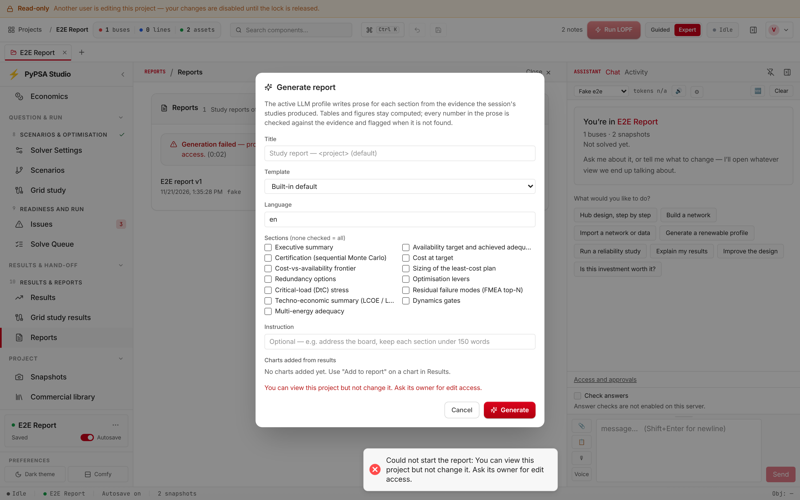 Read-only Another user is editing this project — your changes are disabled until the lock is released.
Projects / E2E Report
1 buses 0 lines 2 assets
Search components...
Ctrl K
2 notes
Run LOPF
Guided Expert
Idle
V
E2E Report
PyPSA Studio
Economics
QUESTION & RUN
SCENARIOS & OPTIMISATION
Solver Settings
Scenarios
Grid study
READINESS AND RUN
Issues 3
Solve Queue
RESULTS & HAND-OFF
RESULTS & REPORTS
Results
Grid study results
Reports
PROJECT
Snapshots
Commercial library
E2E Report
Saved Autosave
PREFERENCES
Dark theme Comfy
REPORTS / Reports
Reports 1 Study reports
Generation failed
access. (0:02)
E2E report v1
11/21/2026, 1:35:28 PM fake
Generate report
The active LLM profile writes prose for each section from the evidence the session's
studies produced. Tables and figures stay computed; every number in the prose is
checked against the evidence and flagged when it is not found.
Title
Study report — <project> (default)
Template
Built-in default
Language
en
Sections (none checked = all)
Executive summary
Availability target and achieved adequ...
Certification (sequential Monte Carlo)
Cost at target
Cost-vs-availability frontier
Sizing of the least-cost plan
Redundancy options
Optimisation levers
Critical-load (DtC) stress
Residual failure modes (FMEA top-N)
Techno-economic summary (LCOE / L...
Dynamics gates
Multi-energy adequacy
Instruction
Optional — e.g. address the board, keep each section under 150 words
Charts added from results
No charts added yet. Use "Add to report" on a chart in Results.
You can view this project but not change it. Ask its owner for edit access.
Cancel Generate
ASSISTANT Chat Activity
Fake e2e tokens n/a Clear
You're in E2E Report
1 buses · 2 snapshots
Not solved yet.
Ask me about it, or tell me what to change — I'll open whatever
view we end up talking about.
What would you like to do?
Hub design, step by step Build a network
Import a network or data Generate a renewable profile
Run a reliability study Explain my results Improve the design
Is this investment worth it?
Access and approvals
Check answers
Answer checks are not enabled on this server.
message... (Shift+Enter for newline)
Voice
Send
Could not start the report: You can view this
project but not change it. Ask its owner for edit
access.
Idle E2E Report Autosave on 2 snapshots
Obj: —